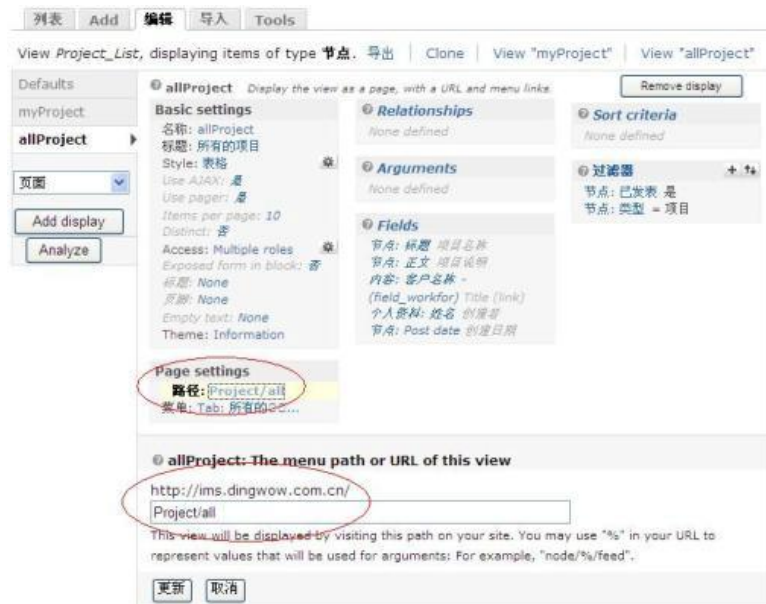 列表 Add 编辑 导入 Tools
View Project_List, displaying items of type 节点. 导出 | Clone | View "myProject" | View "allProject"
Defaults
myProject
allProject
页面
Add display
Analyze
allProject Display the view as a page, with a URL and menu links.
Remove display
Basic settings
名称: allProject
标题: 所有的项目
Style: 表格
Use AJAX: 是
Use pager: 是
Items per page: 10
Distinct: 否
Access: Multiple roles
Exposed form in block: 否
标题: None
页脚: None
Empty text: None
Theme: Information
Page settings
路径: Project/all
菜单: Tab: 所有的
Relationships
None defined
Arguments
None defined
Fields
节点: 标题 项目名称
节点: 正文 项目说明
内容: 客户名称 -
(field_workfor) Title (link)
个人资料: 姓名 创建者
节点: Post date 创建日期
Sort criteria
None defined
过滤器
节点: 已发表 是
节点: 类型 = 项目
allProject: The menu path or URL of this view
http://ims.dingwow.com.cn/
Project/all
This view will be displayed by visiting this path on your site. You may use "%" in your URL to
represent values that will be used for arguments: For example, "node/%/feed".
更新 取消